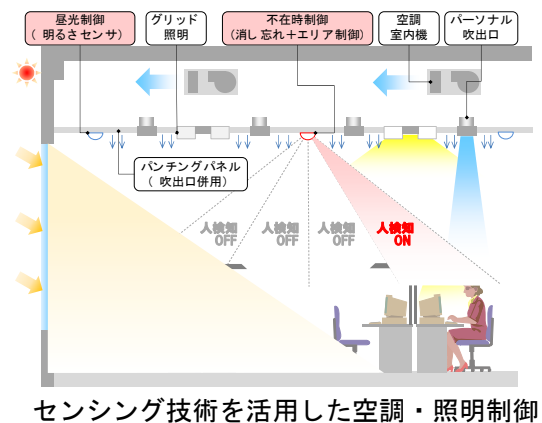 昼光制御
（ 明るさセンサ）
グリッド
照明
不在時制御
（消し忘れ＋エリア制御）
空調
室内機
パーソナル
吹出口
パンチングパネル
（ 吹出口併用）
人検知
OFF
人検知
OFF
人検知
OFF
人検知
ON
センシング技術を活用した空調・照明制御